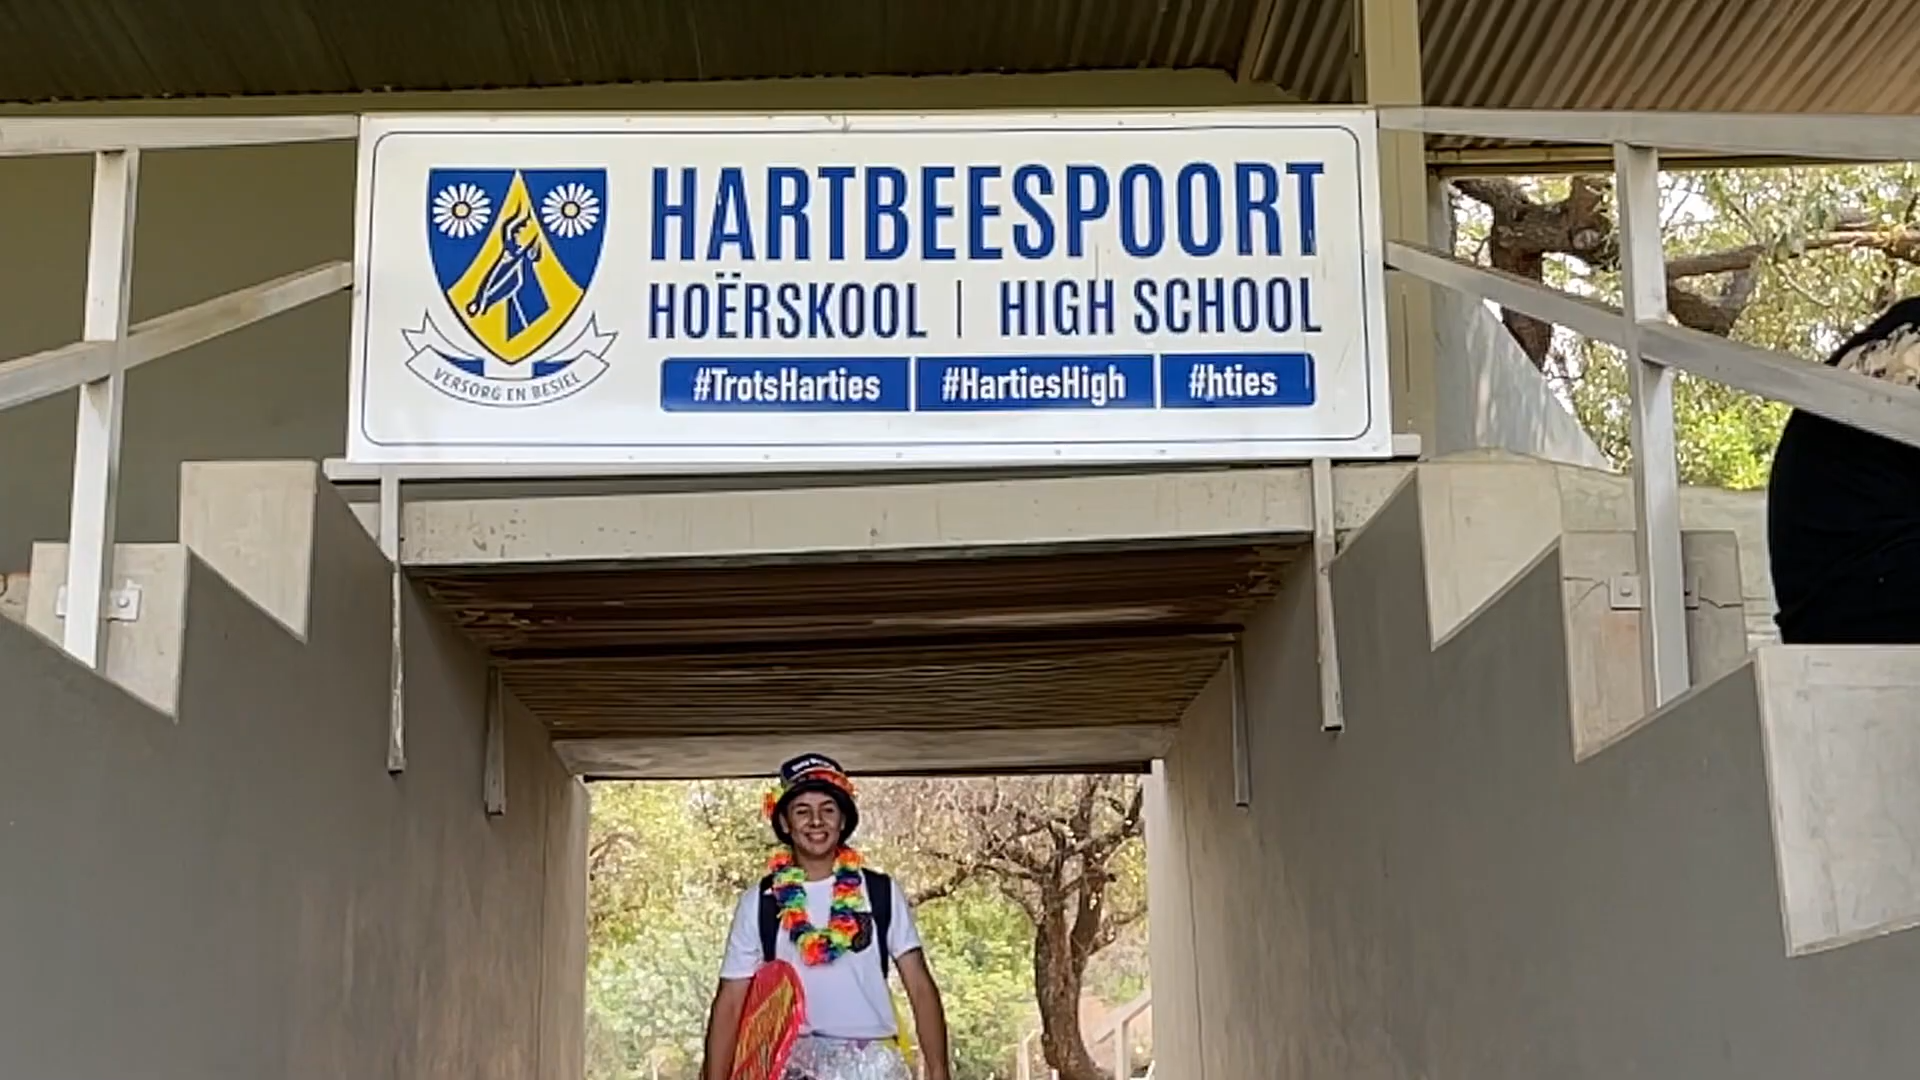 HARTBEESPOORT
HOËRSKOOL | HIGH SCHOOL
#TrotsHarties #HartiesHigh #hties
VERSORG EN BESIEL